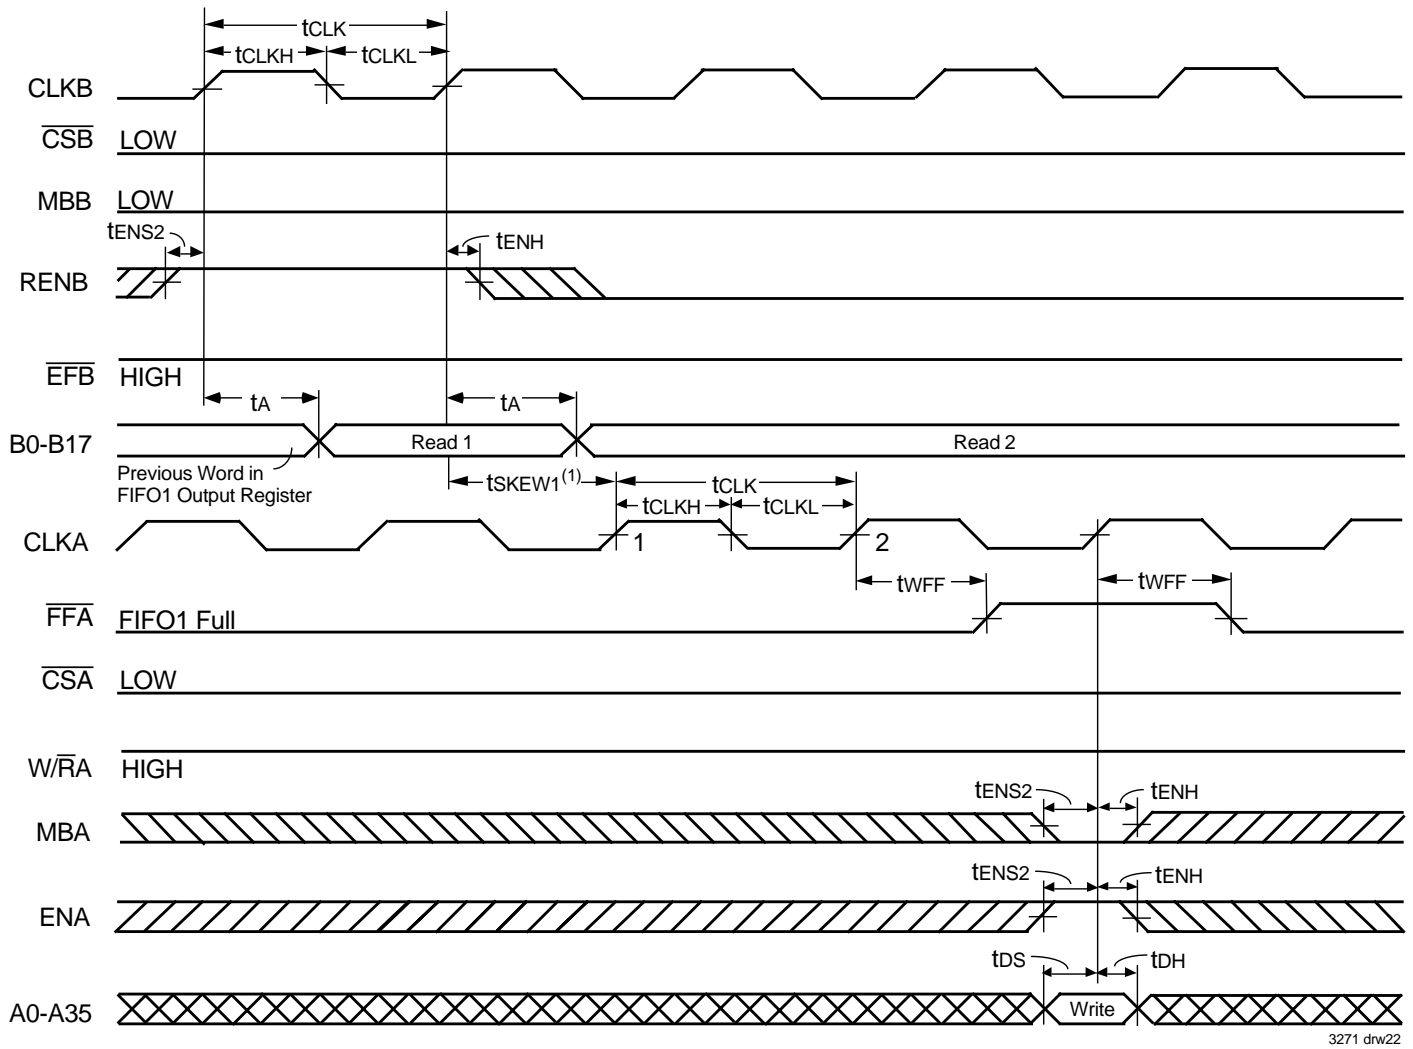 tCLK
tCLKH tCLKL
CLKB
CSB LOW
MBB LOW
tENS2 tENH
RENB
EFB HIGH
tA tA
B0-B17 Read 1 Read 2
Previous Word in
FIFO1 Output Register
tSKEW1(1) tCLK
tCLKH tCLKL
CLKA 1 2
tWFF tWFF
FFA FIFO1 Full
CSA LOW
W/RA HIGH
tENS2 tENH
MBA
tENS2 tENH
ENA
tDS tDH
A0-A35 Write
3271 drw22